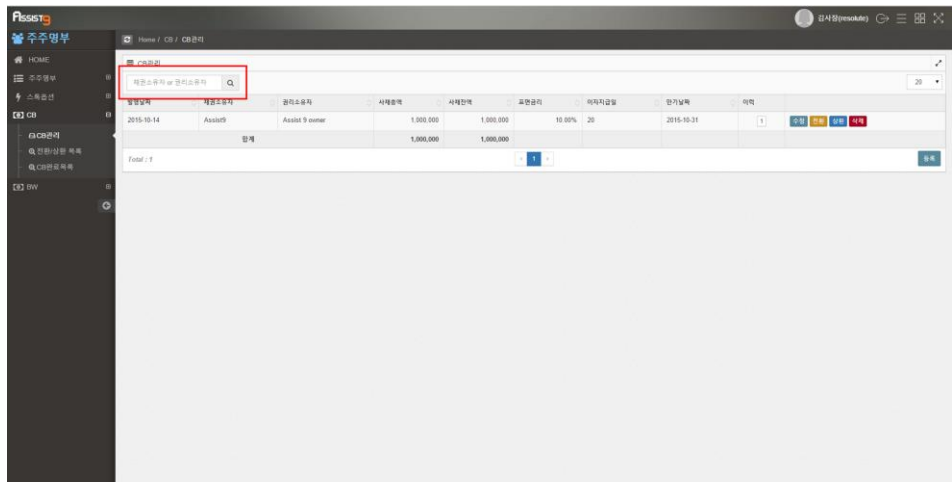 Assist9
김사장(resolute)
주주명부
Home / CB / CB관리
HOME
CB관리
주주명부
채권소유자 or 권리소유자
20
스톡옵션
발행날짜 채권소유자 권리소유자 사채총액 사채잔액 표면금리 이자지급일 만기날짜 이력
CB
2015-10-14 Assist9 Assist 9 owner 1,000,000 1,000,000 10.00% 20 2015-10-31 1 수정 전환 상환 삭제
CB관리
합계 1,000,000 1,000,000
전환/상환 목록
Total : 1
1
등록
CB완료목록
BW